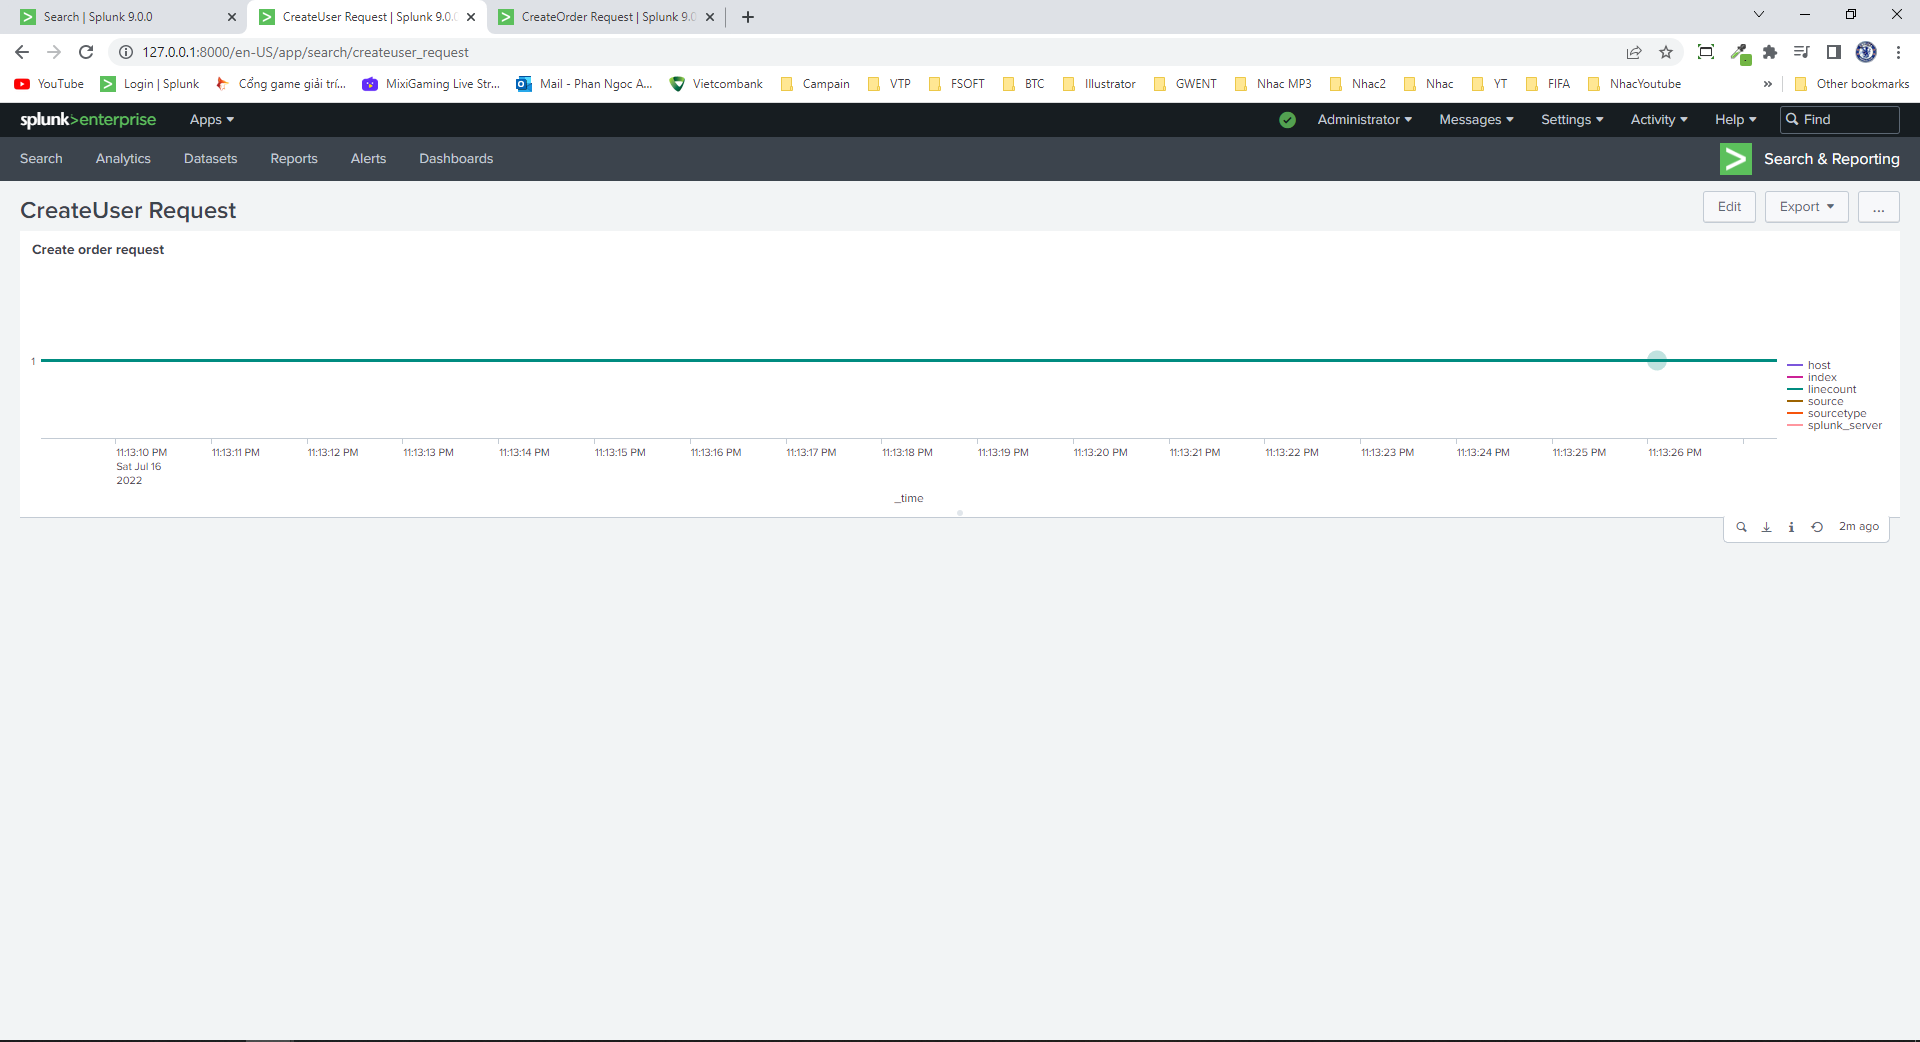 Search | Splunk 9.0.0
CreateUser Request | Splunk 9.0.
CreateOrder Request | Splunk 9.0
127.0.0.1:8000/en-US/app/search/createuser_request
YouTube
Login | Splunk
Cổng game giải trí...
MixiGaming Live Str...
Mail - Phan Ngoc A...
Vietcombank
Campain
VTP
FSOFT
BTC
Illustrator
GWENT
Nhac MP3
Nhac2
Nhac
YT
FIFA
NhacYoutube
»
Other bookmarks
splunk>enterprise
Apps
Administrator
Messages
Settings
Activity
Help
Find
Search
Analytics
Datasets
Reports
Alerts
Dashboards
Search & Reporting
CreateUser Request
Edit
Export
...
Create order request
1
host
index
linecount
source
sourcetype
splunk_server
11:13:10 PM
Sat Jul 16
2022
11:13:11 PM
11:13:12 PM
11:13:13 PM
11:13:14 PM
11:13:15 PM
11:13:16 PM
11:13:17 PM
11:13:18 PM
11:13:19 PM
11:13:20 PM
11:13:21 PM
11:13:22 PM
11:13:23 PM
11:13:24 PM
11:13:25 PM
11:13:26 PM
_time
2m ago